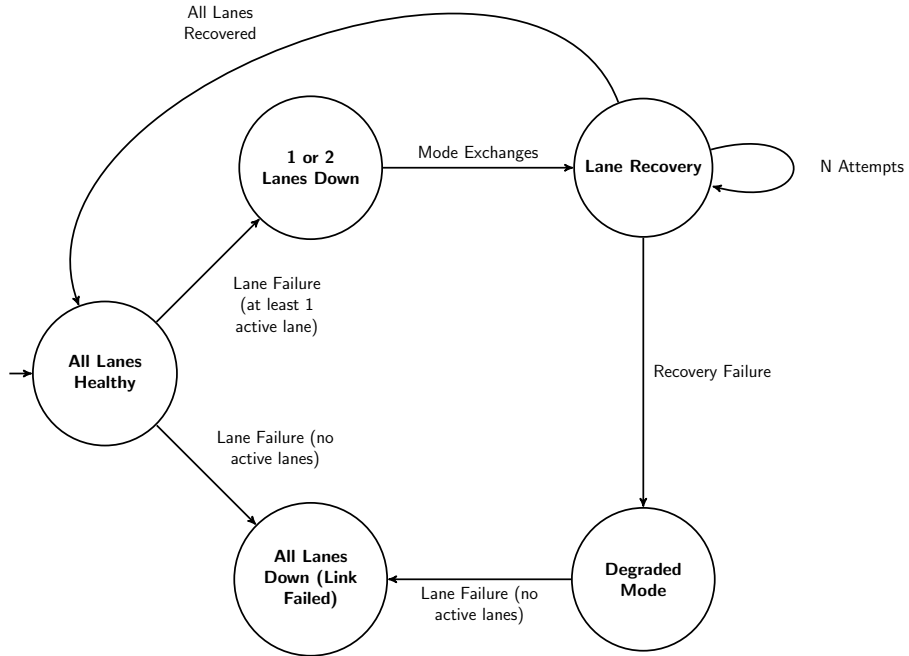 All Lanes
Recovered
1 or 2
Lanes Down
Mode Exchanges
Lane Recovery
N Attempts
Lane Failure
(at least 1
active lane)
All Lanes
Healthy
Recovery Failure
Lane Failure (no
active lanes)
All Lanes
Down (Link
Failed)
Lane Failure (no
active lanes)
Degraded
Mode